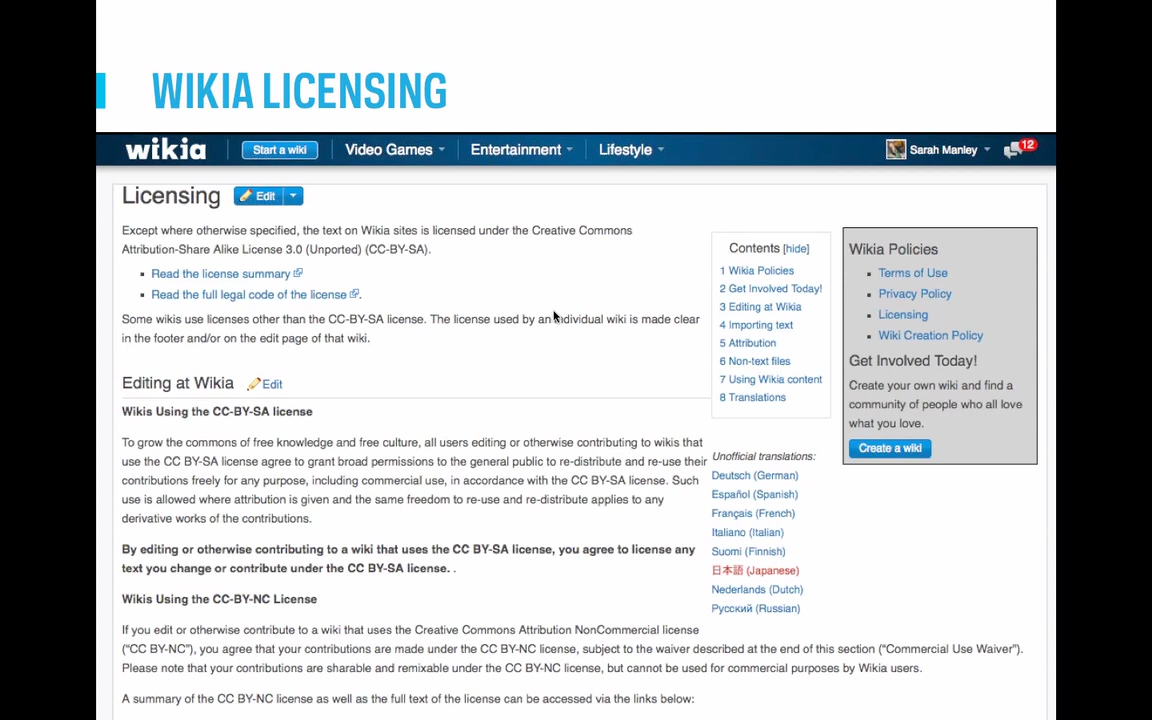 WIKIA LICENSING
wikia
Start a wiki
Video Games
Entertainment
Lifestyle
Sarah Manley
12
Licensing
Edit
Except where otherwise specified, the text on Wikia sites is licensed under the Creative Commons
Attribution-Share Alike License 3.0 (Unported) (CC-BY-SA).
Read the license summary
Read the full legal code of the license.
Some wikis use licenses other than the CC-BY-SA license. The license used by an individual wiki is made clear
in the footer and/or on the edit page of that wiki.
Editing at Wikia
Edit
Wikis Using the CC-BY-SA license
To grow the commons of free knowledge and free culture, all users editing or otherwise contributing to wikis that
use the CC BY-SA license agree to grant broad permissions to the general public to re-distribute and re-use their
contributions freely for any purpose, including commercial use, in accordance with the CC BY-SA license. Such
use is allowed where attribution is given and the same freedom to re-use and re-distribute applies to any
derivative works of the contributions.
By editing or otherwise contributing to a wiki that uses the CC BY-SA license, you agree to license any
text you change or contribute under the CC BY-SA license. .
Wikis Using the CC-BY-NC License
If you edit or otherwise contribute to a wiki that uses the Creative Commons Attribution NonCommercial license
("CC BY-NC"), you agree that your contributions are made under the CC BY-NC license, subject to the waiver described at the end of this section ("Commercial Use Waiver").
Please note that your contributions are sharable and remixable under the CC BY-NC license, but cannot be used for commercial purposes by Wikia users.
A summary of the CC BY-NC license as well as the full text of the license can be accessed via the links below:
Contents [hide]
1 Wikia Policies
2 Get Involved Today!
3 Editing at Wikia
4 Importing text
5 Attribution
6 Non-text files
7 Using Wikia content
8 Translations
Unofficial translations:
Deutsch (German)
Español (Spanish)
Français (French)
Italiano (Italian)
Suomi (Finnish)
日本語 (Japanese)
Nederlands (Dutch)
Русский (Russian)
Wikia Policies
Terms of Use
Privacy Policy
Licensing
Wiki Creation Policy
Get Involved Today!
Create your own wiki and find a
community of people who all love
what you love.
Create a wiki